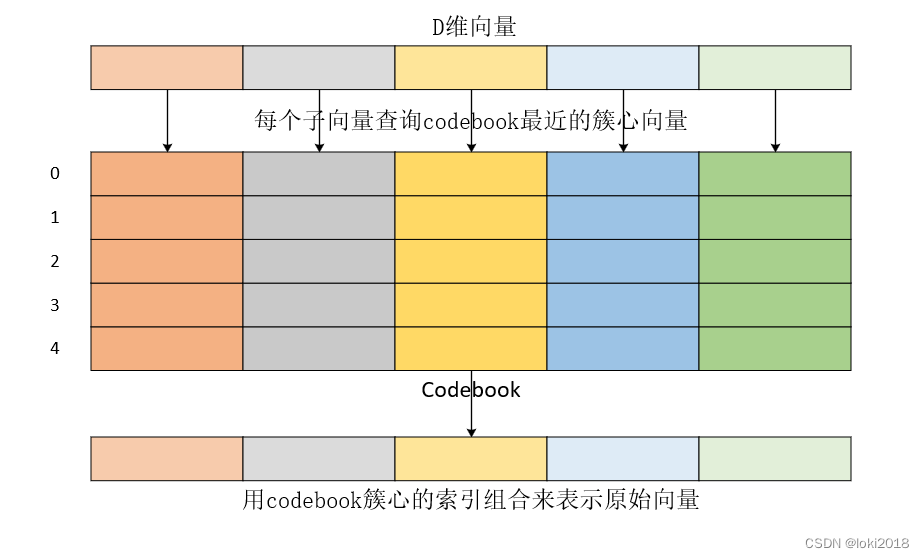 D维向量
每个子向量查询codebook最近的簇心向量
0
1
2
3
4
Codebook
用codebook簇心的索引组合来表示原始向量
CSDN @loki2018